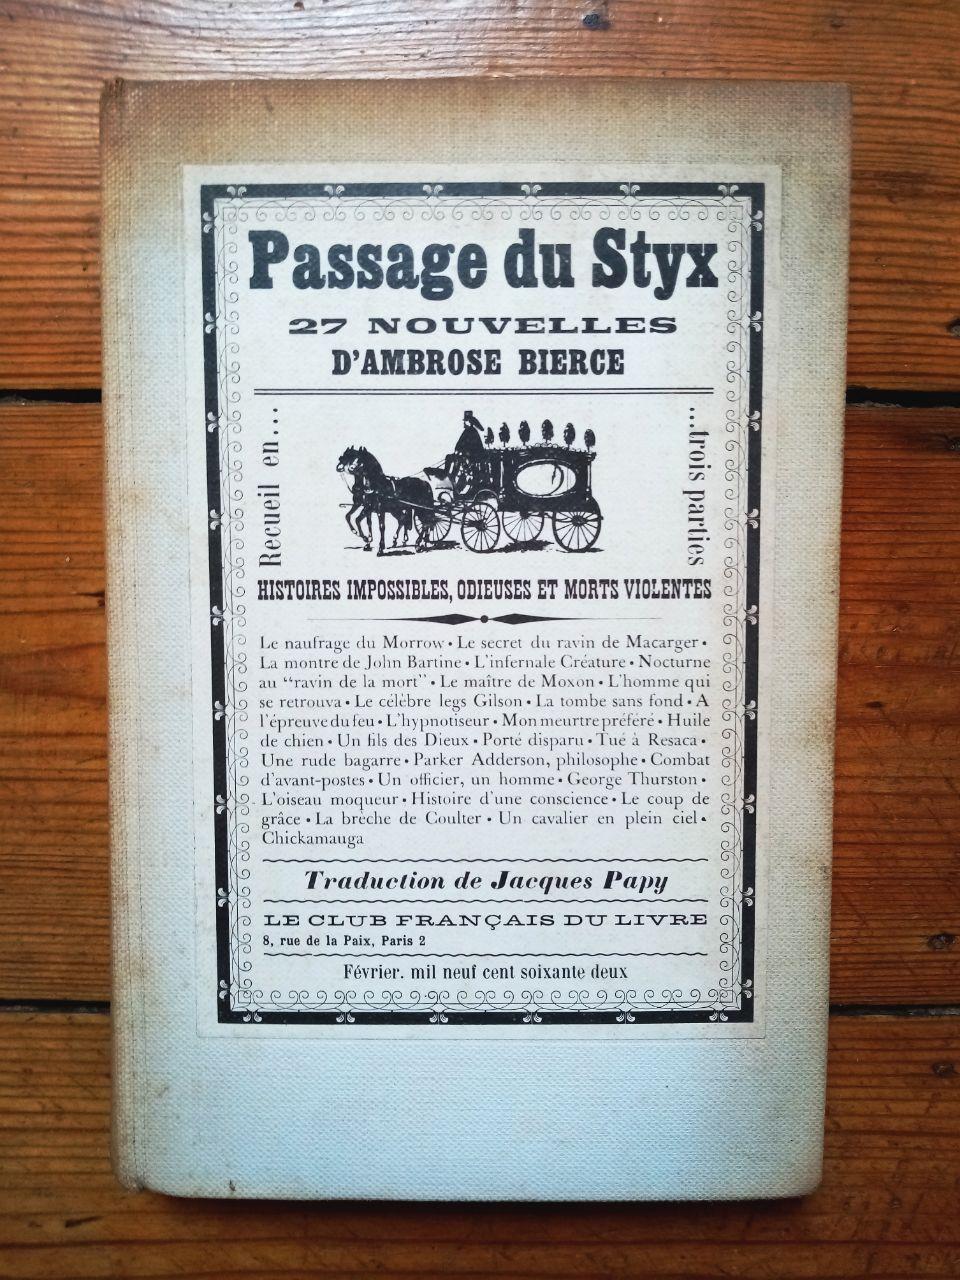 Passage du Styx
27 NOUVELLES
D'AMBROSE BIERCE
Recueil en...
...trois parties
HISTOIRES IMPOSSIBLES, ODIEUSES ET MORTS VIOLENTES
Le naufrage du Morrow • Le secret du ravin de Macarger •
La montre de John Bartine • L'infernale Créature • Nocturne
au "ravin de la mort" • Le maître de Moxon • L'homme qui
se retrouva • Le célèbre legs Gilson • La tombe sans fond • A
l'épreuve du feu • L'hypnotiseur • Mon meurtre préféré • Huile
de chien • Un fils des Dieux • Porté disparu • Tué à Resaca •
Une rude bagarre • Parker Adderson, philosophe • Combat
d'avant-postes • Un officier, un homme • George Thurston •
L'oiseau moqueur • Histoire d'une conscience • Le coup de
grâce • La brèche de Coulter • Un cavalier en plein ciel •
Chickamauga
Traduction de Jacques Papy
LE CLUB FRANÇAIS DU LIVRE
8, rue de la Paix, Paris 2
Février. mil neuf cent soixante deux